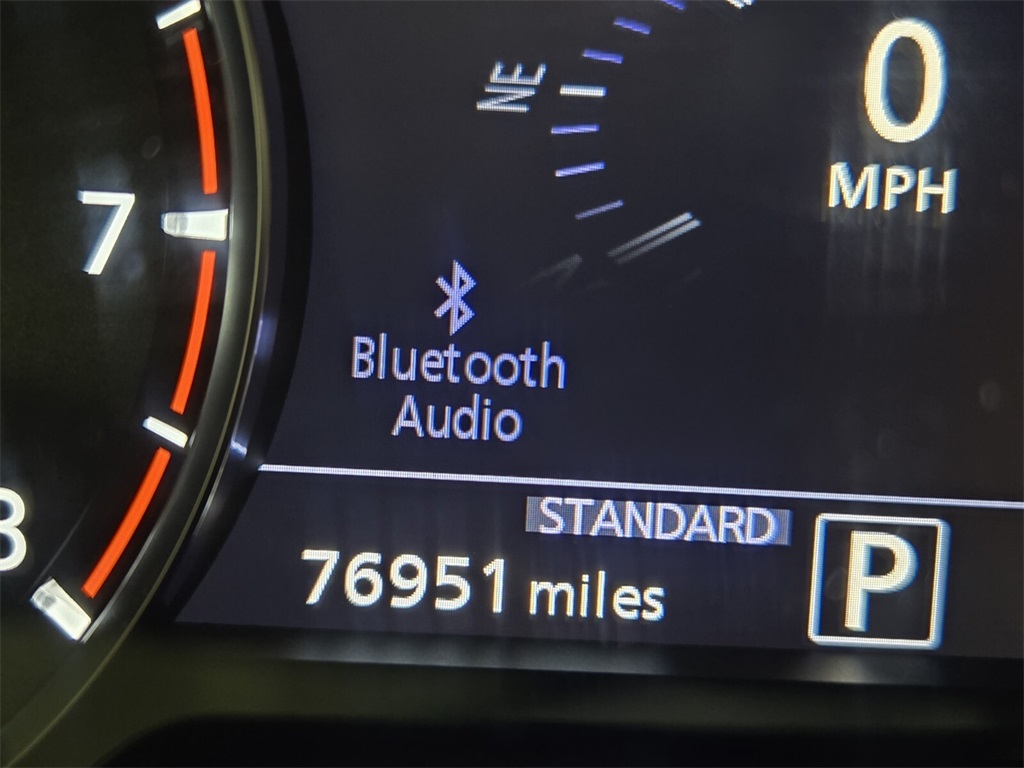 0
MPH
NE
7
Bluetooth
Audio
8
STANDARD
76951 miles
P